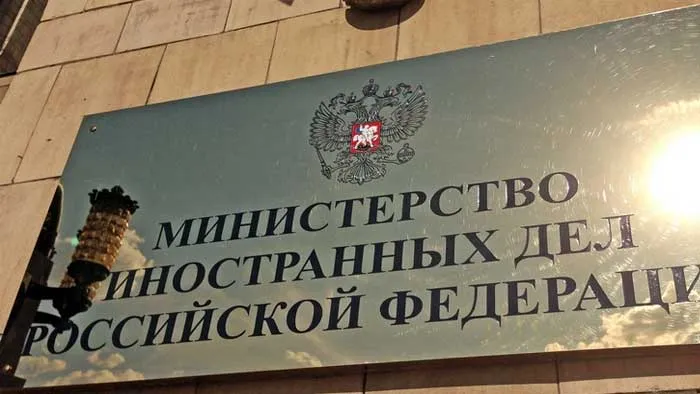 МИНИСТЕРСТВО
ИНОСТРАННЫХ ДЕЛ
РОССИЙСКОЙ ФЕДЕРАЦИ